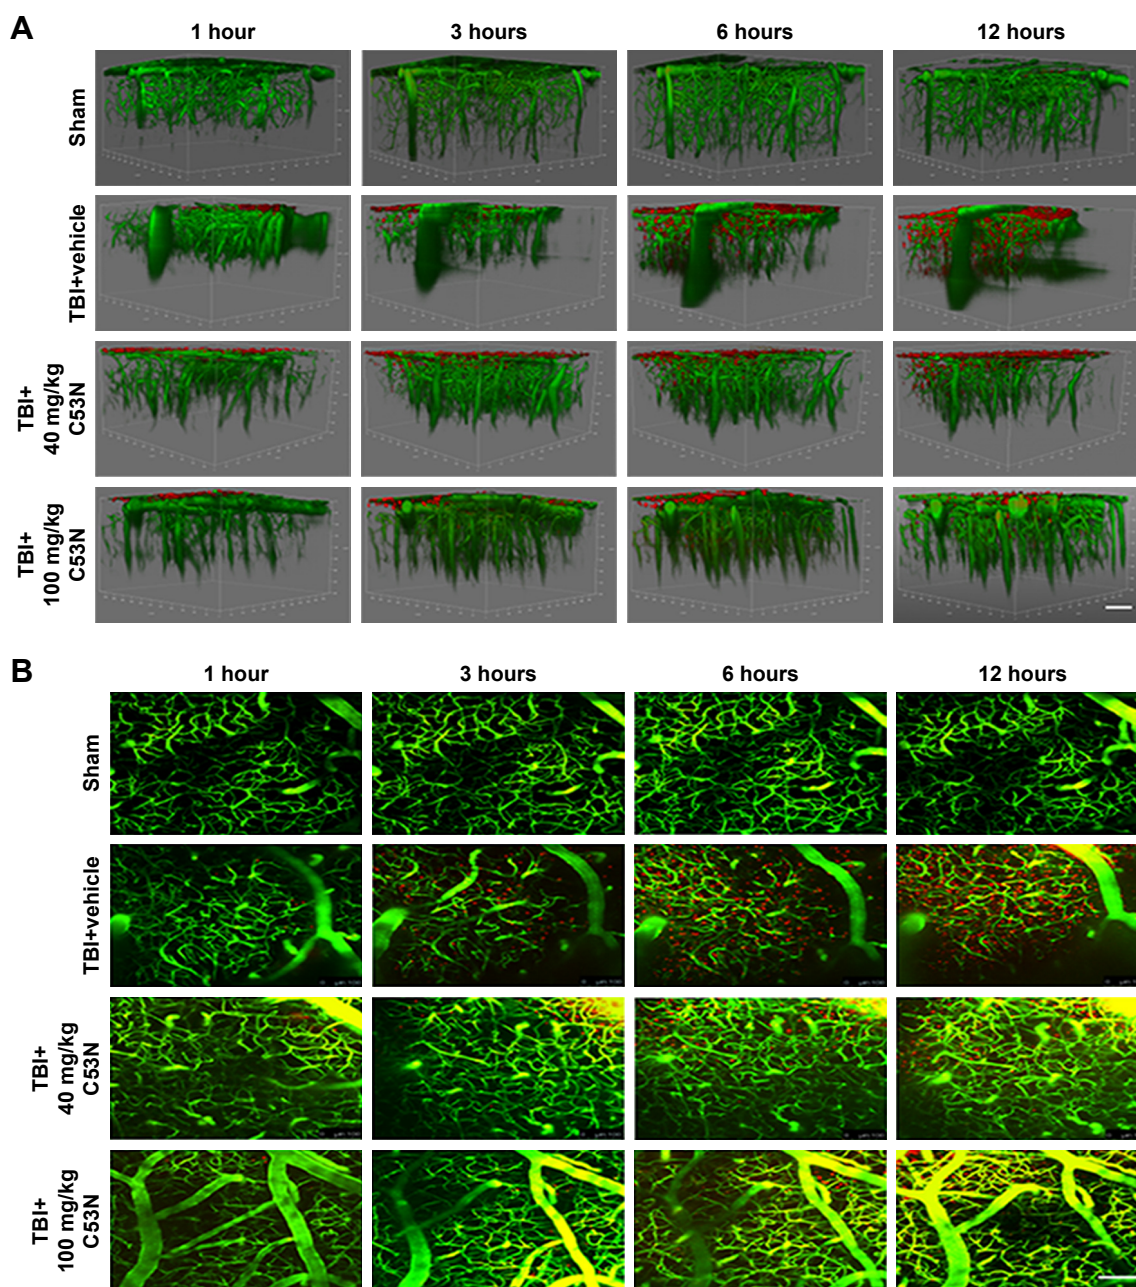 A
1 hour
3 hours
6 hours
12 hours
Sham
TBI+vehicle
TBI+
40 mg/kg
C53N
TBI+
100 mg/kg
C53N
B
1 hour
3 hours
6 hours
12 hours
Sham
TBI+vehicle
TBI+
40 mg/kg
C53N
TBI+
100 mg/kg
C53N